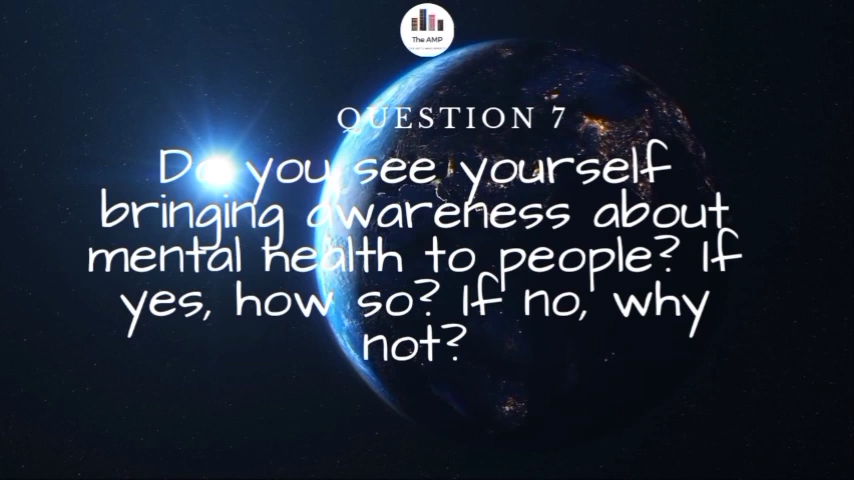 The AMP
QUESTION 7
Do you see yourself
bringing awareness about
mental health to people? If
yes, how so? If no, why
not?